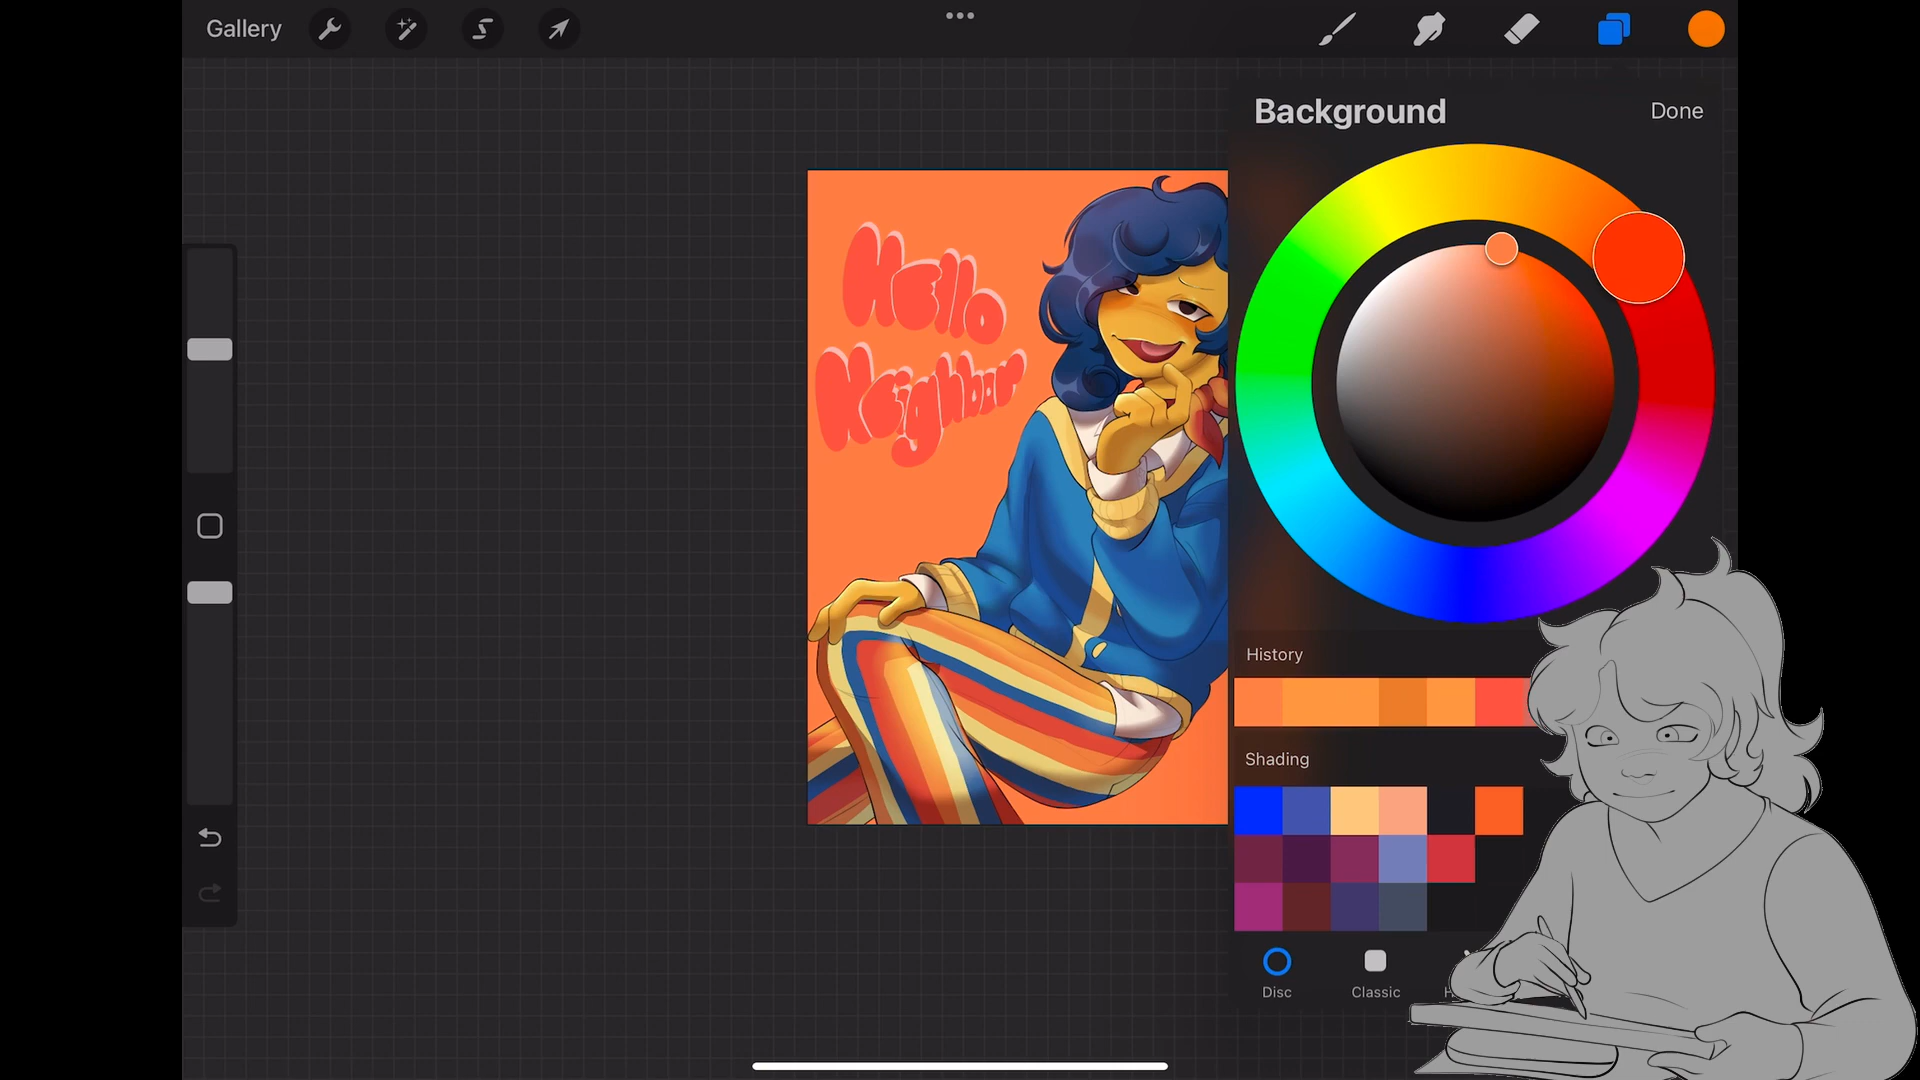 Gallery
Background
Done
Hello
Neighbor
History
Shading
Disc
Classic